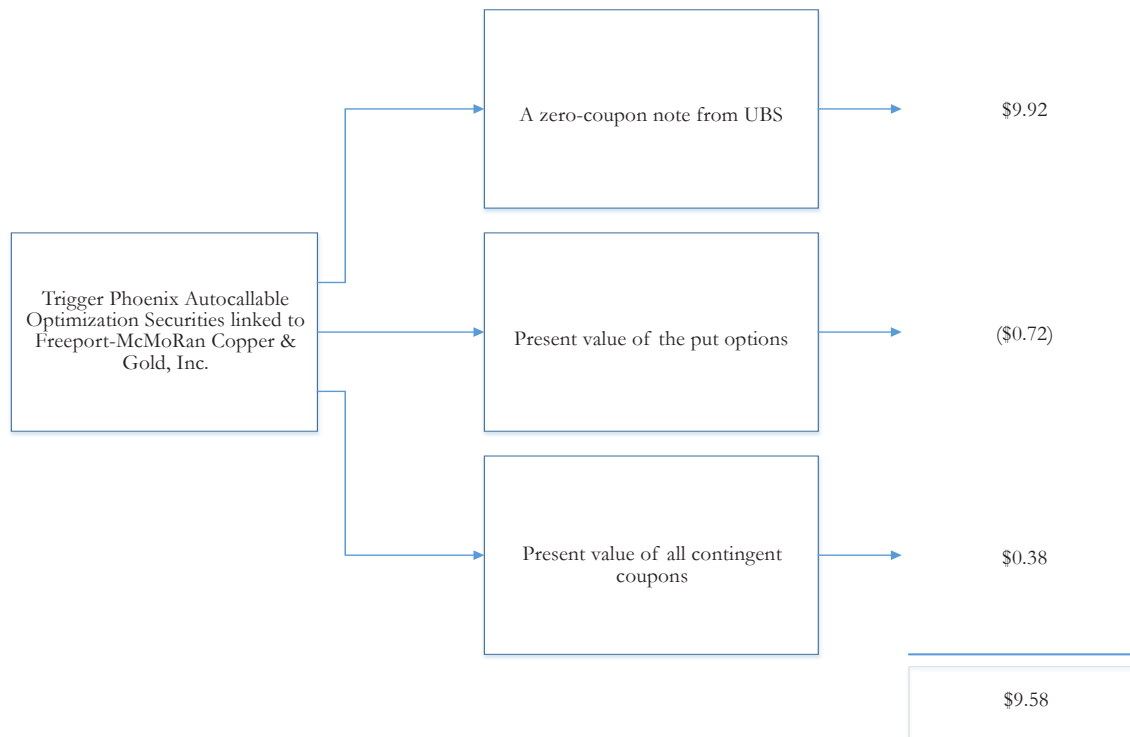 A zero-coupon note from UBS
$9.92
Trigger Phoenix Autocallable
Optimization Securities linked to
Freeport-McMoRan Copper &
Gold, Inc.
Present value of the put options
($0.72)
Present value of all contingent
coupons
$0.38
$9.58